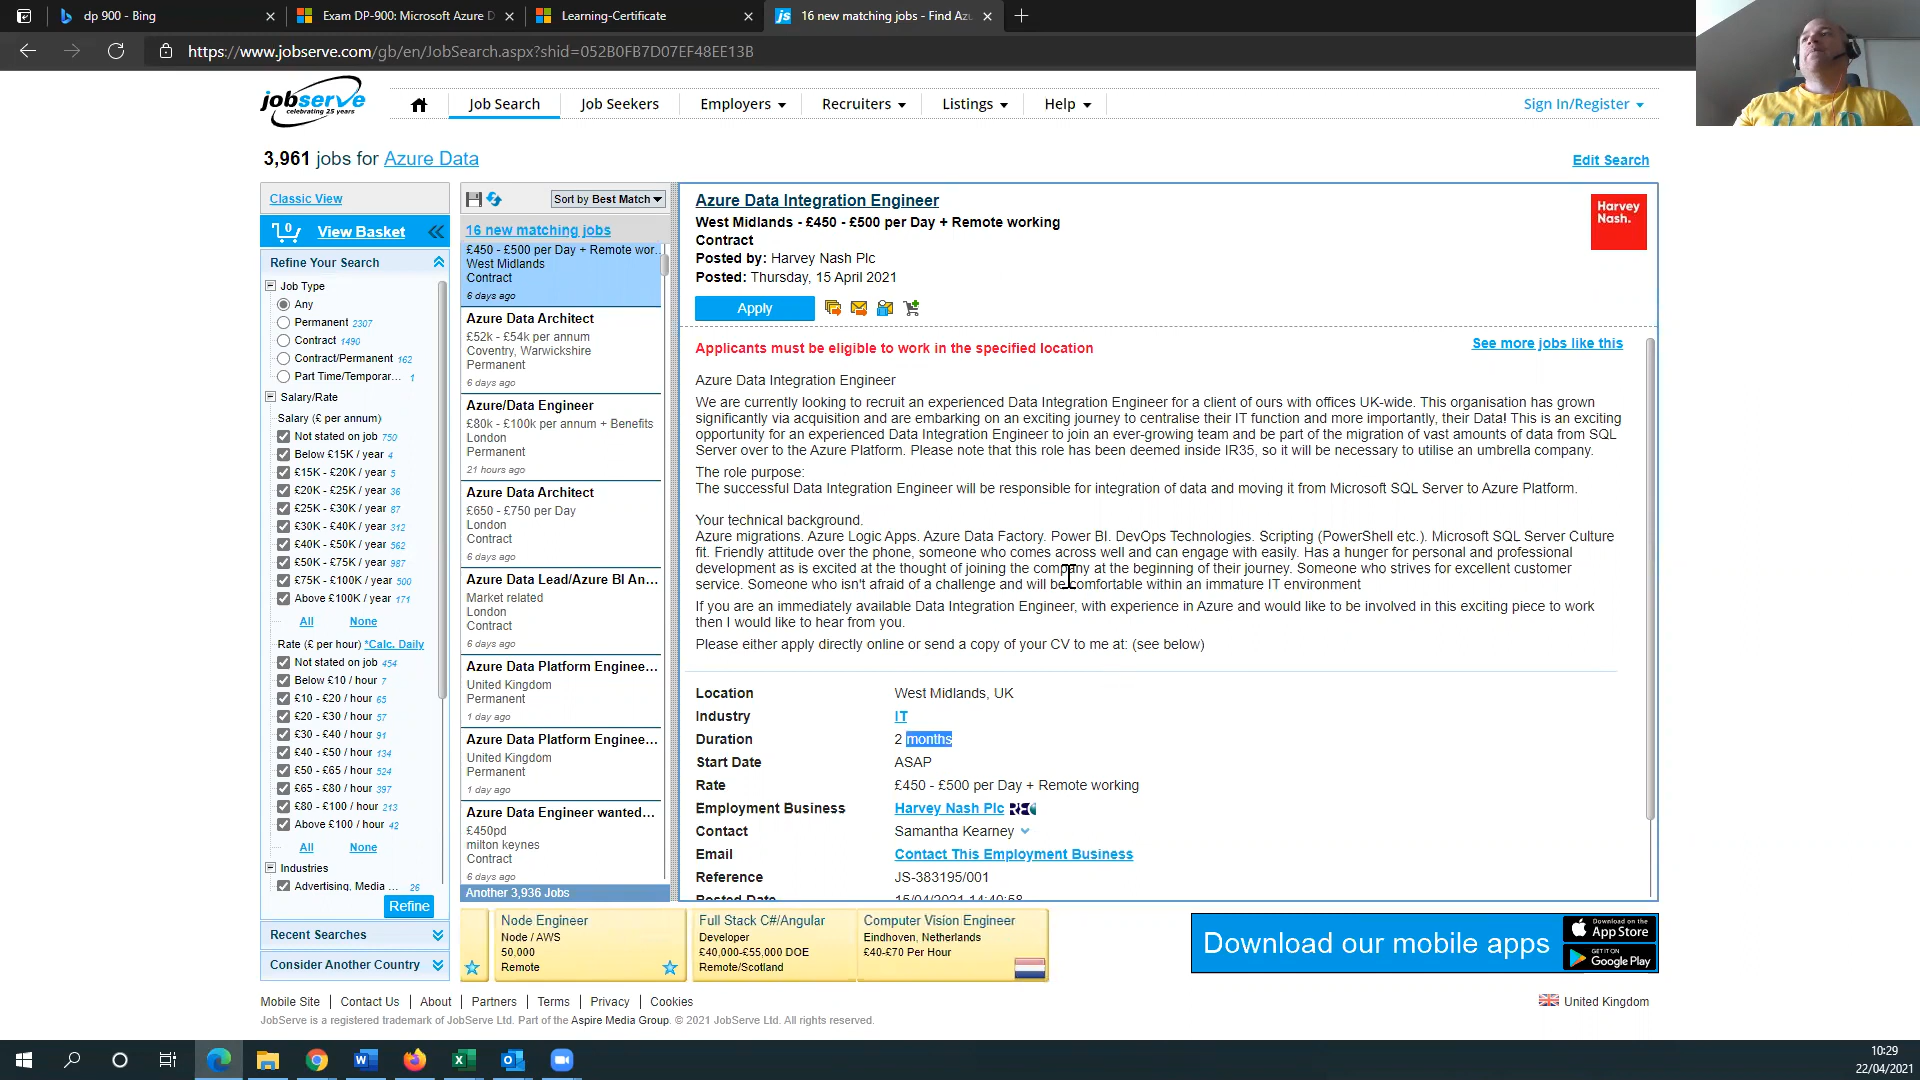 dp 900 - Bing
Exam DP-900: Microsoft Azure D
Learning-Certificate
js 16 new matching jobs - Find Azu
https://www.jobserve.com/gb/en/JobSearch.aspx?shid=052B0FB7D07EF48EE13B
jobserve
celebrating 25 years
Job Search
Job Seekers
Employers
Recruiters
Listings
Help
Sign In/Register
3,961 jobs for Azure Data
Edit Search
Classic View
0 View Basket
Refine Your Search
Job Type
Any
Permanent 2307
Contract 1490
Contract/Permanent 162
Part Time/Temporar... 1
Salary/Rate
Salary (£ per annum)
Not stated on job 750
Below £15K / year 4
£15K - £20K / year 5
£20K - £25K / year 36
£25K - £30K / year 87
£30K - £40K / year 312
£40K - £50K / year 562
£50K - £75K / year 987
£75K - £100K / year 500
Above £100K / year 171
All None
Rate (£ per hour) *Calc. Daily
Not stated on job 454
Below £10 / hour 7
£10 - £20 / hour 65
£20 - £30 / hour 57
£30 - £40 / hour 91
£40 - £50 / hour 134
£50 - £65 / hour 524
£65 - £80 / hour 397
£80 - £100 / hour 213
Above £100 / hour 42
All None
Industries
Advertising, Media ... 26
Refine
Recent Searches
Consider Another Country
Sort by Best Match
16 new matching jobs
£450 - £500 per Day + Remote wor...
West Midlands
Contract
6 days ago
Azure Data Architect
£52k - £54k per annum
Coventry, Warwickshire
Permanent
6 days ago
Azure/Data Engineer
£80k - £100k per annum + Benefits
London
Permanent
21 hours ago
Azure Data Architect
£650 - £750 per Day
London
Contract
6 days ago
Azure Data Lead/Azure BI An...
Market related
London
Contract
6 days ago
Azure Data Platform Enginee...
United Kingdom
Permanent
1 day ago
Azure Data Platform Enginee...
United Kingdom
Permanent
1 day ago
Azure Data Engineer wanted...
£450pd
milton keynes
Contract
6 days ago
Another 3,936 Jobs
Azure Data Integration Engineer
West Midlands - £450 - £500 per Day + Remote working
Contract
Posted by: Harvey Nash Plc
Posted: Thursday, 15 April 2021
Harvey
Nash.
Apply
Applicants must be eligible to work in the specified location
See more jobs like this
Azure Data Integration Engineer
We are currently looking to recruit an experienced Data Integration Engineer for a client of ours with offices UK-wide. This organisation has grown
significantly via acquisition and are embarking on an exciting journey to centralise their IT function and more importantly, their Data! This is an exciting
opportunity for an experienced Data Integration Engineer to join an ever-growing team and be part of the migration of vast amounts of data from SQL
Server over to the Azure Platform. Please note that this role has been deemed inside IR35, so it will be necessary to utilise an umbrella company.
The role purpose:
The successful Data Integration Engineer will be responsible for integration of data and moving it from Microsoft SQL Server to Azure Platform.
Your technical background.
Azure migrations. Azure Logic Apps. Azure Data Factory. Power BI. DevOps Technologies. Scripting (PowerShell etc.). Microsoft SQL Server Culture
fit. Friendly attitude over the phone, someone who comes across well and can engage with easily. Has a hunger for personal and professional
development as is excited at the thought of joining the company at the beginning of their journey. Someone who strives for excellent customer
service. Someone who isn't afraid of a challenge and will be comfortable within an immature IT environment
If you are an immediately available Data Integration Engineer, with experience in Azure and would like to be involved in this exciting piece to work
then I would like to hear from you.
Please either apply directly online or send a copy of your CV to me at: (see below)
Location West Midlands, UK
Industry IT
Duration 2 months
Start Date ASAP
Rate £450 - £500 per Day + Remote working
Employment Business Harvey Nash Plc REC
Contact Samantha Kearney
Email Contact This Employment Business
Reference JS-383195/001
Posted Date 15/04/2021 14:40:58
Node Engineer
Node / AWS
50,000
Remote
Full Stack C#/Angular
Developer
£40,000-£55,000 DOE
Remote/Scotland
Computer Vision Engineer
Eindhoven, Netherlands
€40-£70 Per Hour
Download our mobile apps
Download on the
App Store
GET IT ON
Google Play
Mobile Site | Contact Us | About | Partners | Terms | Privacy | Cookies
United Kingdom
JobServe is a registered trademark of JobServe Ltd. Part of the Aspire Media Group. © 2021 JobServe Ltd. All rights reserved.
10:29
22/04/2021